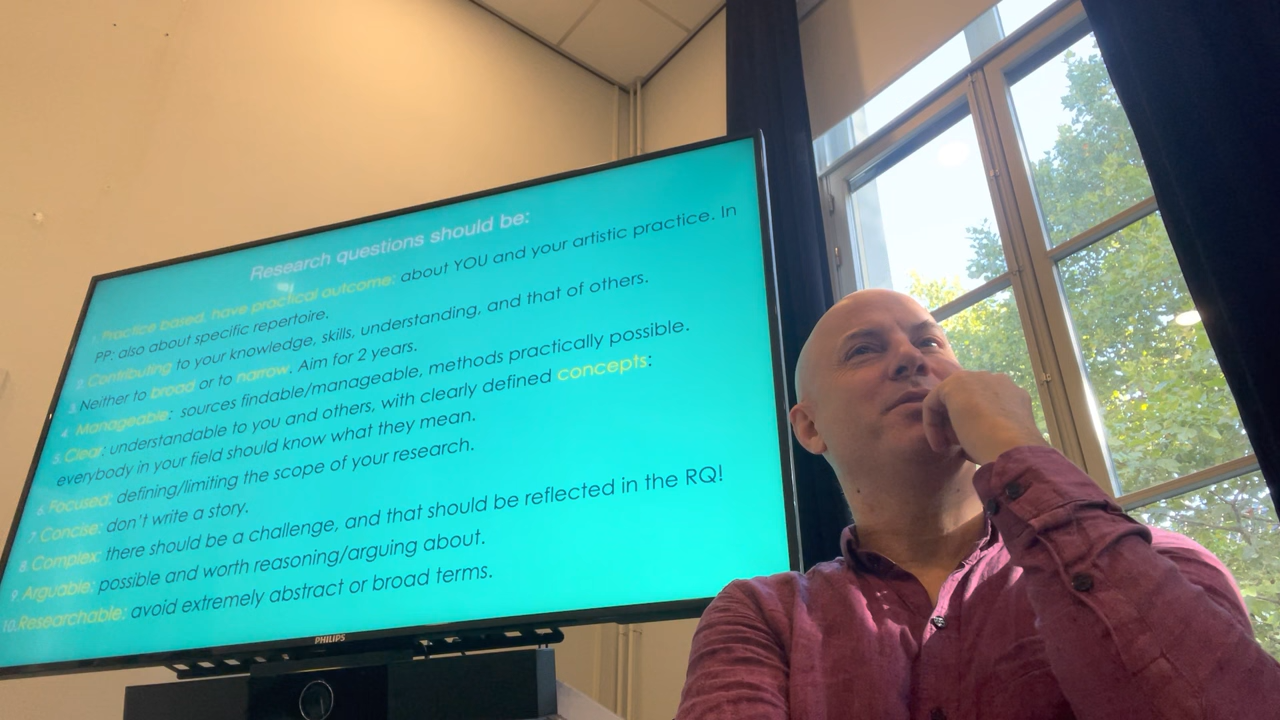 Research questions should be:
1. Practice based, have practical outcome: about YOU and your artistic practice. In
PP: also about specific repertoire.
2. Contributing to your knowledge, skills, understanding, and that of others.
3. Neither to broad or to narrow. Aim for 2 years.
4. Manageable: sources findable/manageable, methods practically possible.
5. Clear: understandable to you and others, with clearly defined concepts:
everybody in your field should know what they mean.
6. Focused: defining/limiting the scope of your research.
7. Concise: don't write a story.
8. Complex: there should be a challenge, and that should be reflected in the RQ!
9. Arguable: possible and worth reasoning/arguing about.
10. Researchable: avoid extremely abstract or broad terms.
PHILIPS